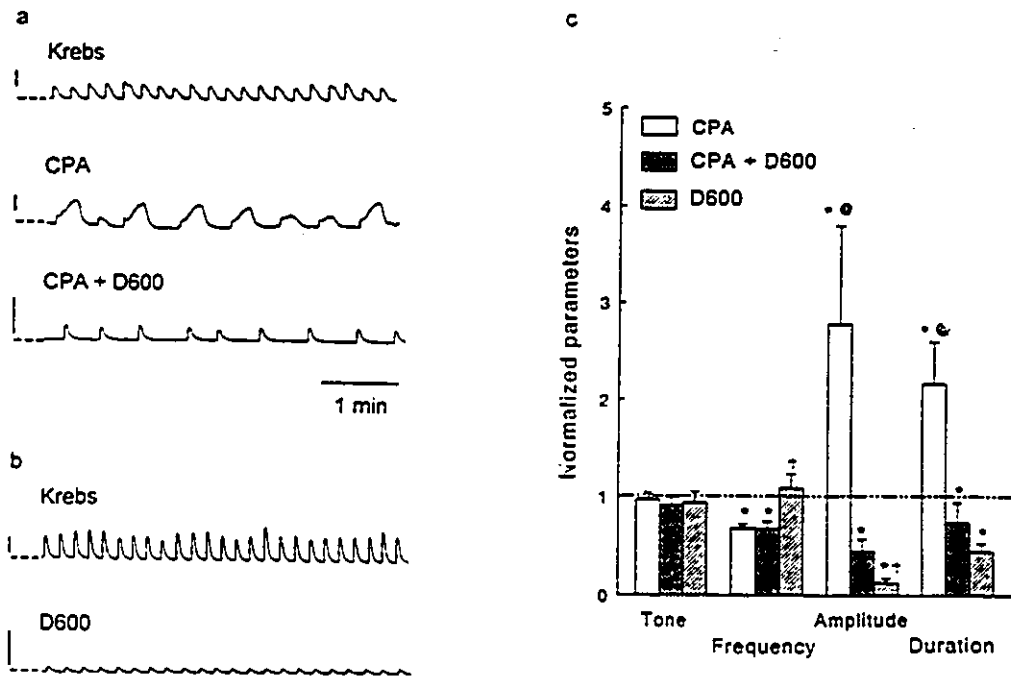 a
Krebs
CPA
CPA + D600
1 min
b
Krebs
D600
c
Normalized parameters
5
4
3
2
1
0
CPA
CPA + D600
D600
Tone
Frequency
Amplitude
Duration